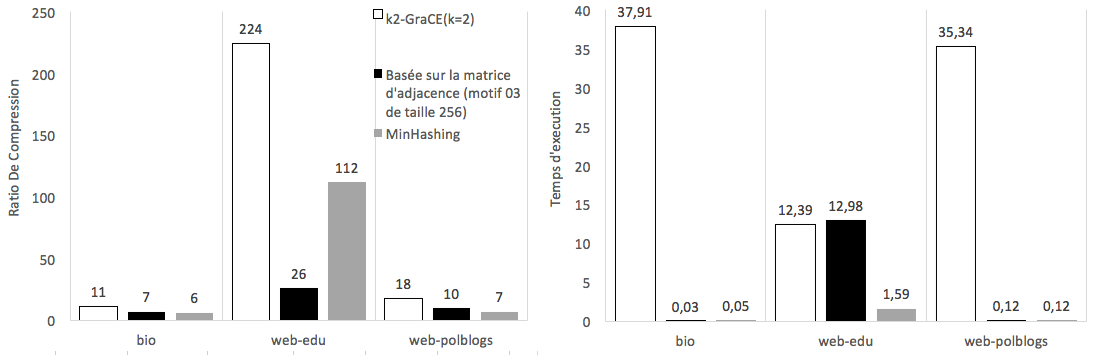 Ratio De Compression
250
200
150
100
50
0
k2-GraCE(k=2)
Basée sur la matrice
d'adjacence (motif 03
de taille 256)
MinHashing
11
7
6
224
26
112
18
10
7
bio
web-edu
web-polblogs
Temps d'execution
40
35
30
25
20
15
10
5
0
37,91
0,03
0,05
12,39
12,98
1,59
35,34
0,12
0,12
bio
web-edu
web-polblogs